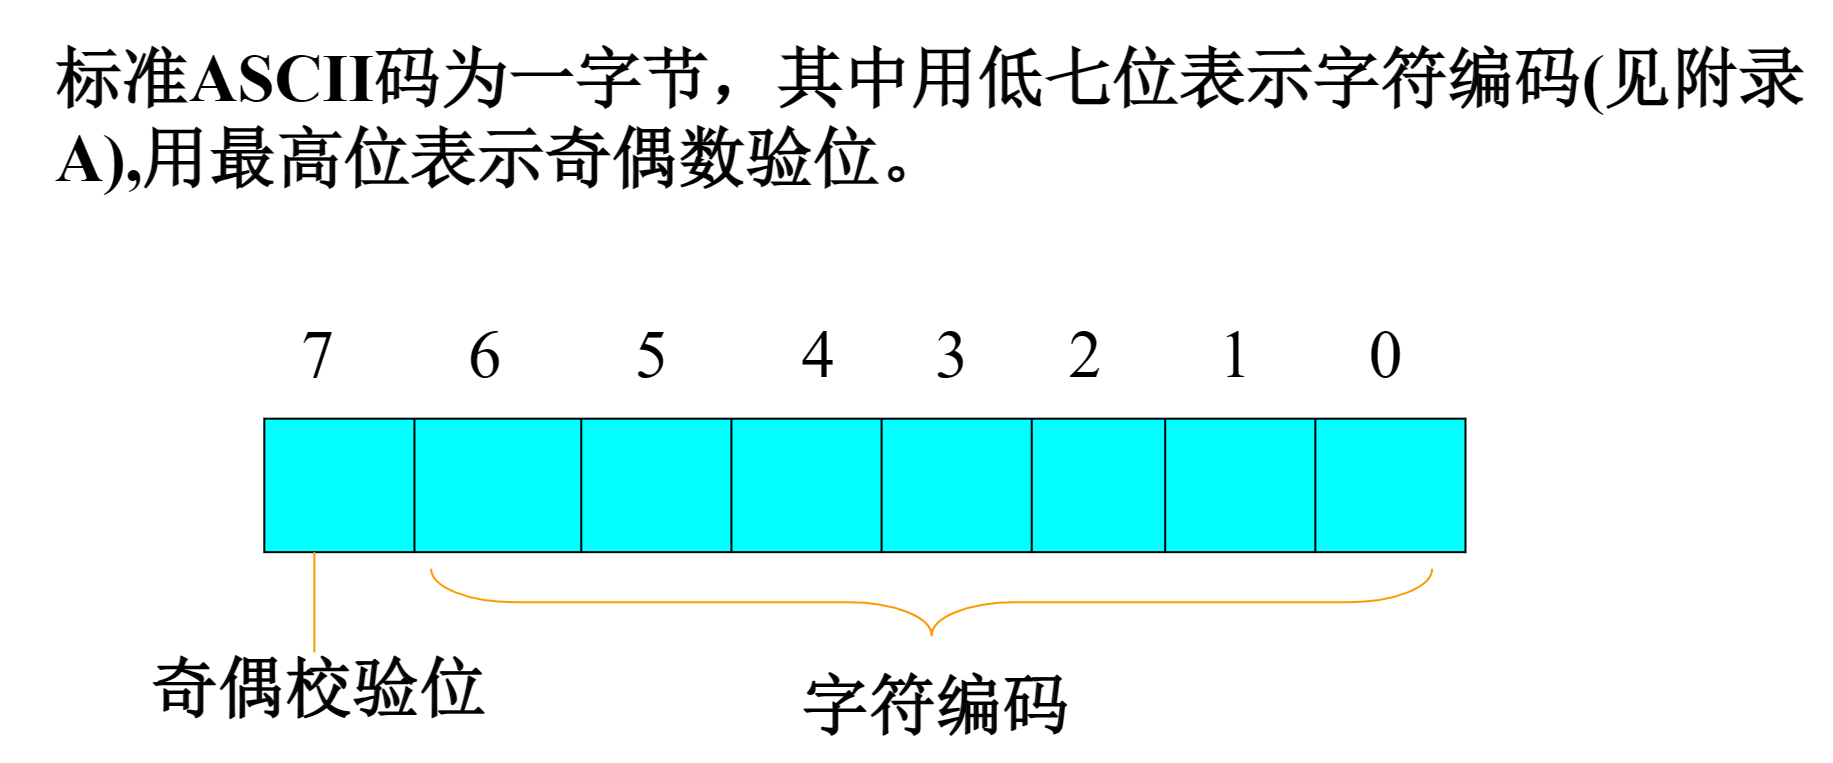 标准ASCII码为一字节，其中用低七位表示字符编码(见附录
A),用最高位表示奇偶数验位。
7 6 5 4 3 2 1 0
奇偶校验位
字符编码